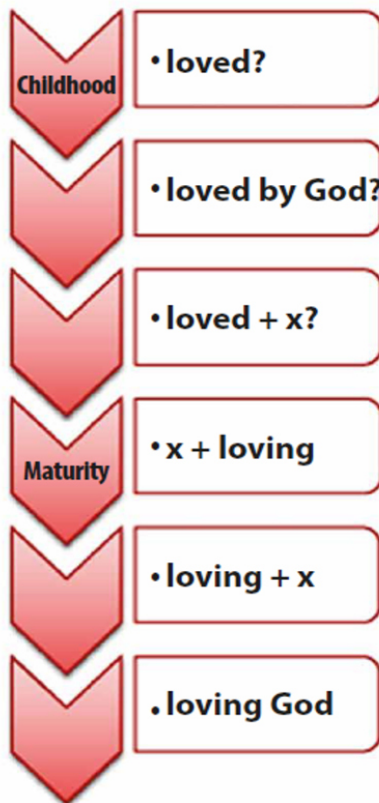 Childhood
• loved?
• loved by God?
• loved + x?
Maturity
• x + loving
• loving + x
• loving God